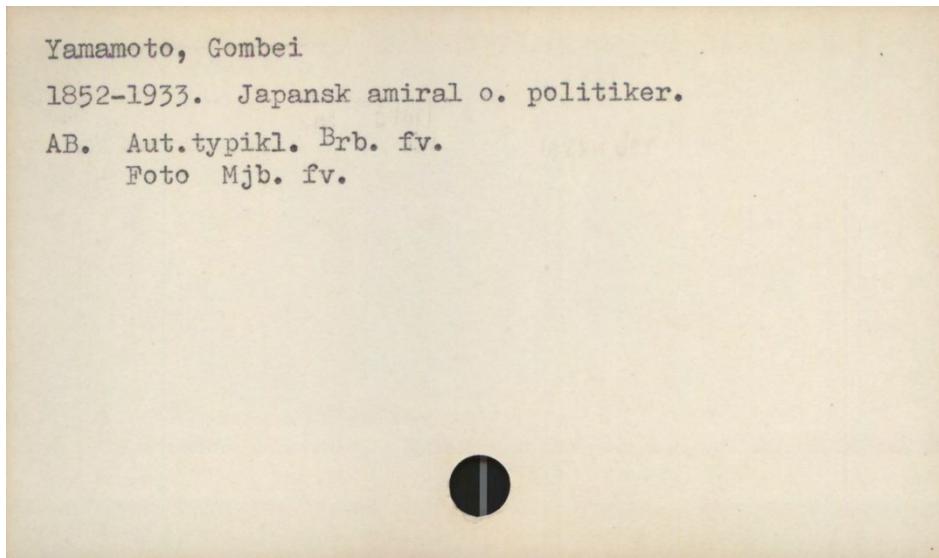 Yamamoto, Gombei
1852-1933. Japansk amiral o. politiker.
AB. Aut.typikl. Brb. fv.
Foto Mjb. fv.